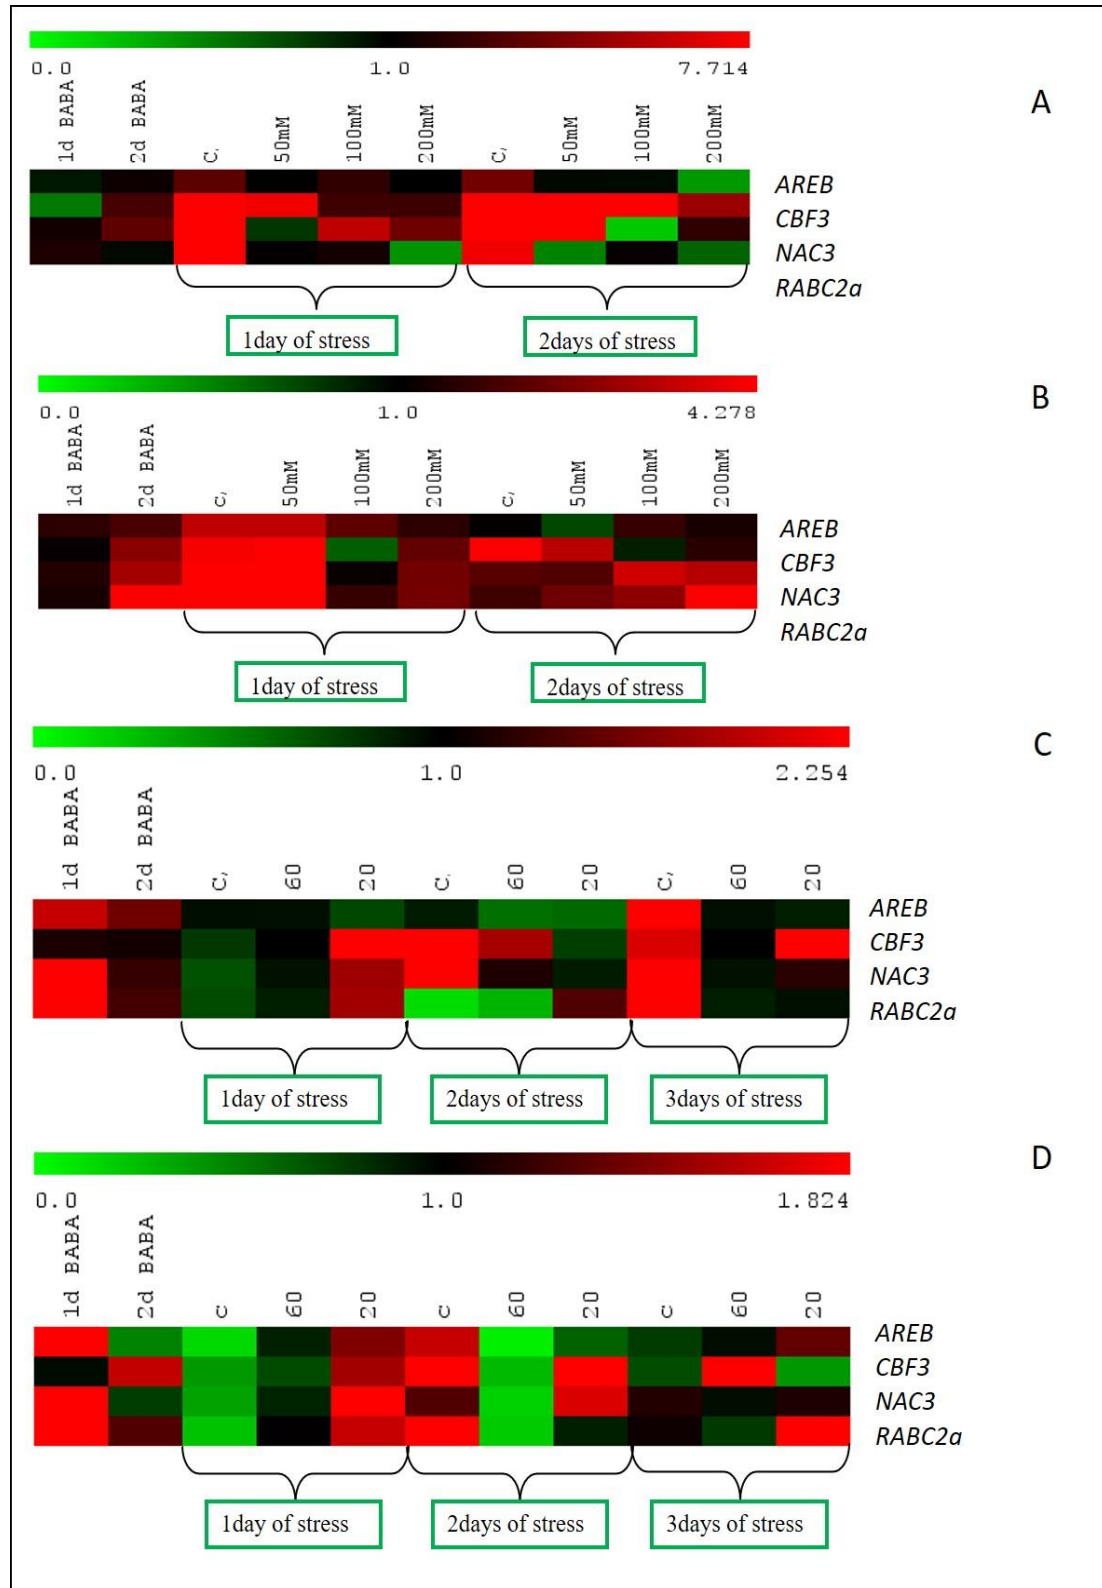 A
0.0 1.0 7.714
1d BABA 2d BABA C, 50mM 100mM 200mM C, 50mM 100mM 200mM
AREB
CBF3
NAC3
RABC2a
1day of stress 2days of stress
B
0.0 1.0 4.278
1d BABA 2d BABA c, 50mM 100mM 200mM c, 50mM 100mM 200mM
AREB
CBF3
NAC3
RABC2a
1day of stress 2days of stress
C
0.0 1.0 2.254
1d BABA 2d BABA C, 60 20 C, 60 20 C, 60 20
AREB
CBF3
NAC3
RABC2a
1day of stress 2days of stress 3days of stress
D
0.0 1.0 1.824
1d BABA 2d BABA c 60 20 c 60 20 c 60 20
AREB
CBF3
NAC3
RABC2a
1day of stress 2days of stress 3days of stress